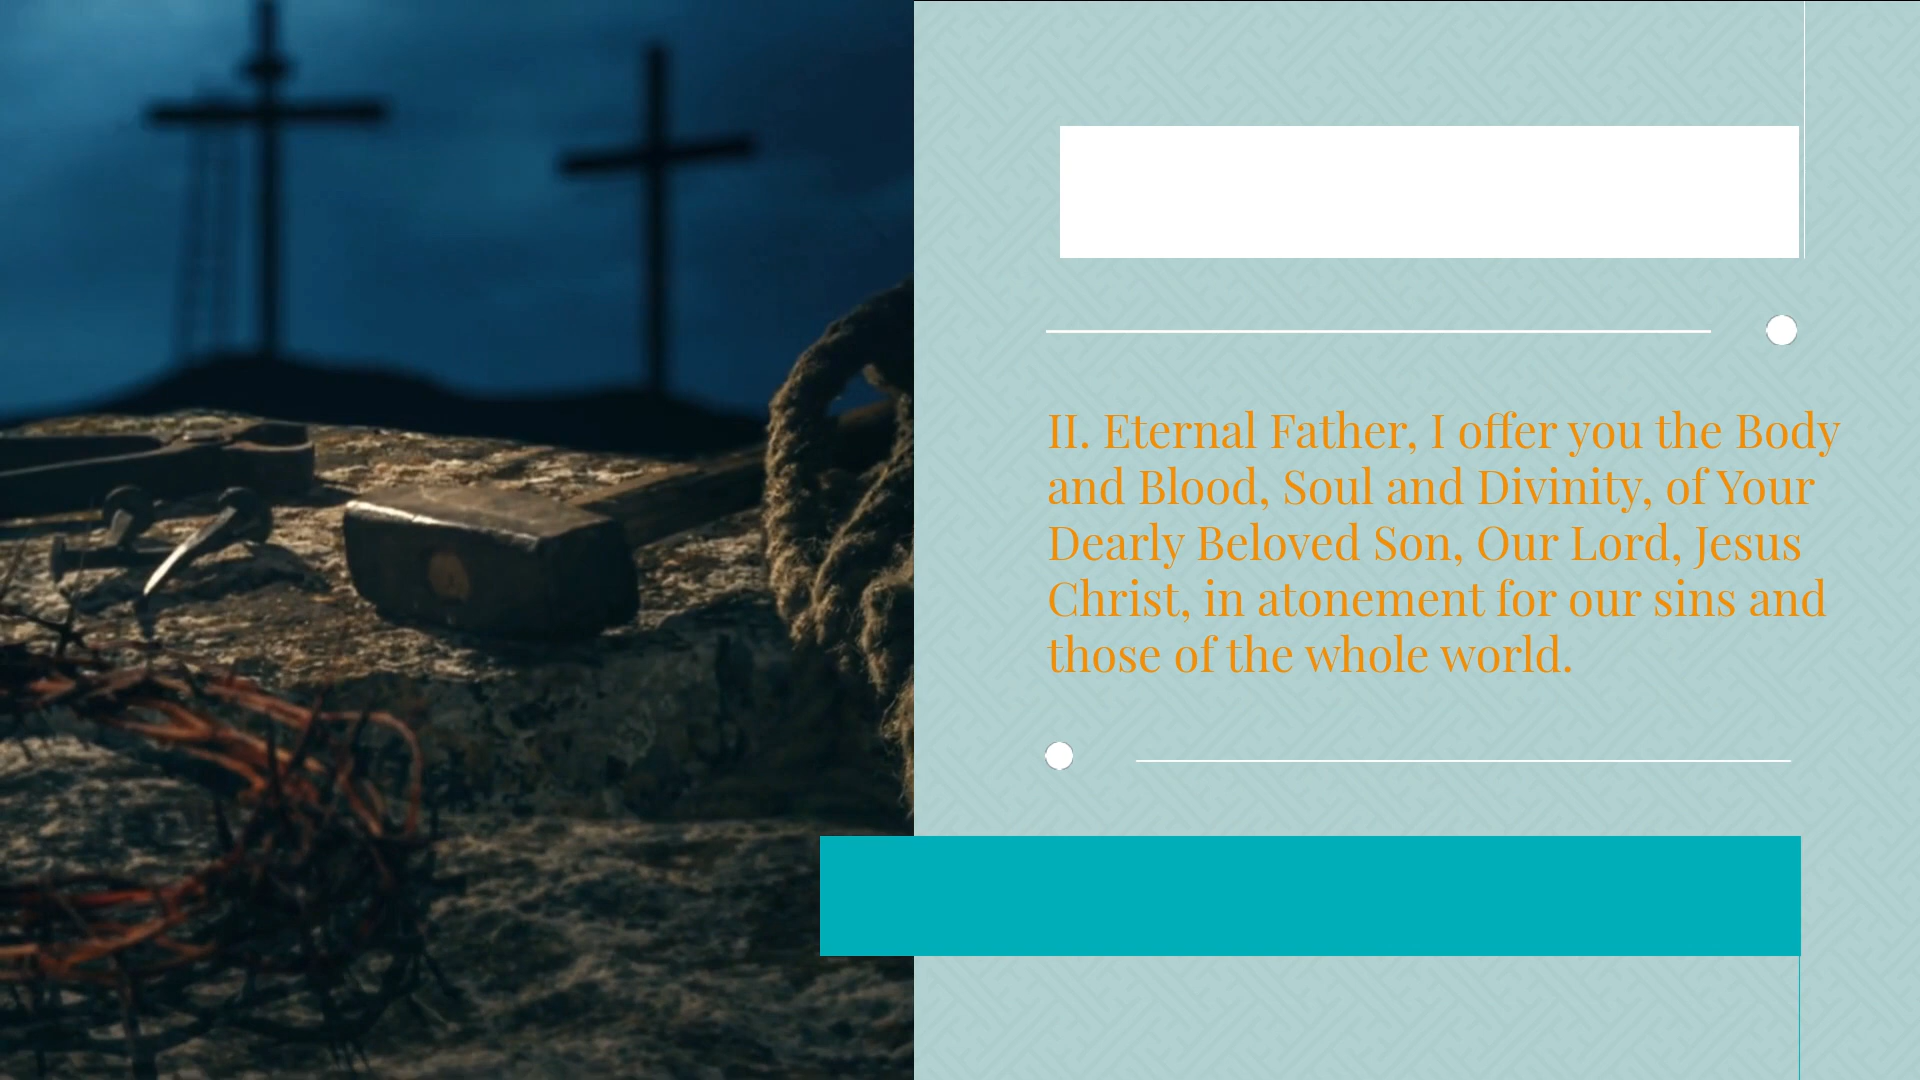 II. Eternal Father, I offer you the Body
and Blood, Soul and Divinity, of Your
Dearly Beloved Son, Our Lord, Jesus
Christ, in atonement for our sins and
those of the whole world.